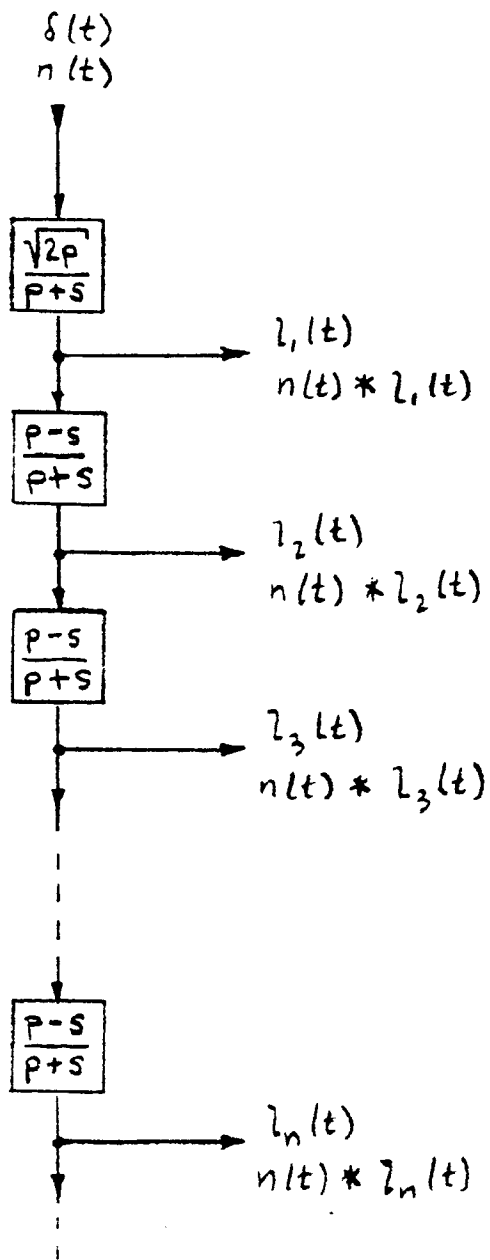 δ(t)
n(t)
√2p
p+s
l₁(t)
n(t) * l₁(t)
p-s
p+s
l₂(t)
n(t) * l₂(t)
p-s
p+s
l₃(t)
n(t) * l₃(t)
p-s
p+s
lₙ(t)
n(t) * lₙ(t)